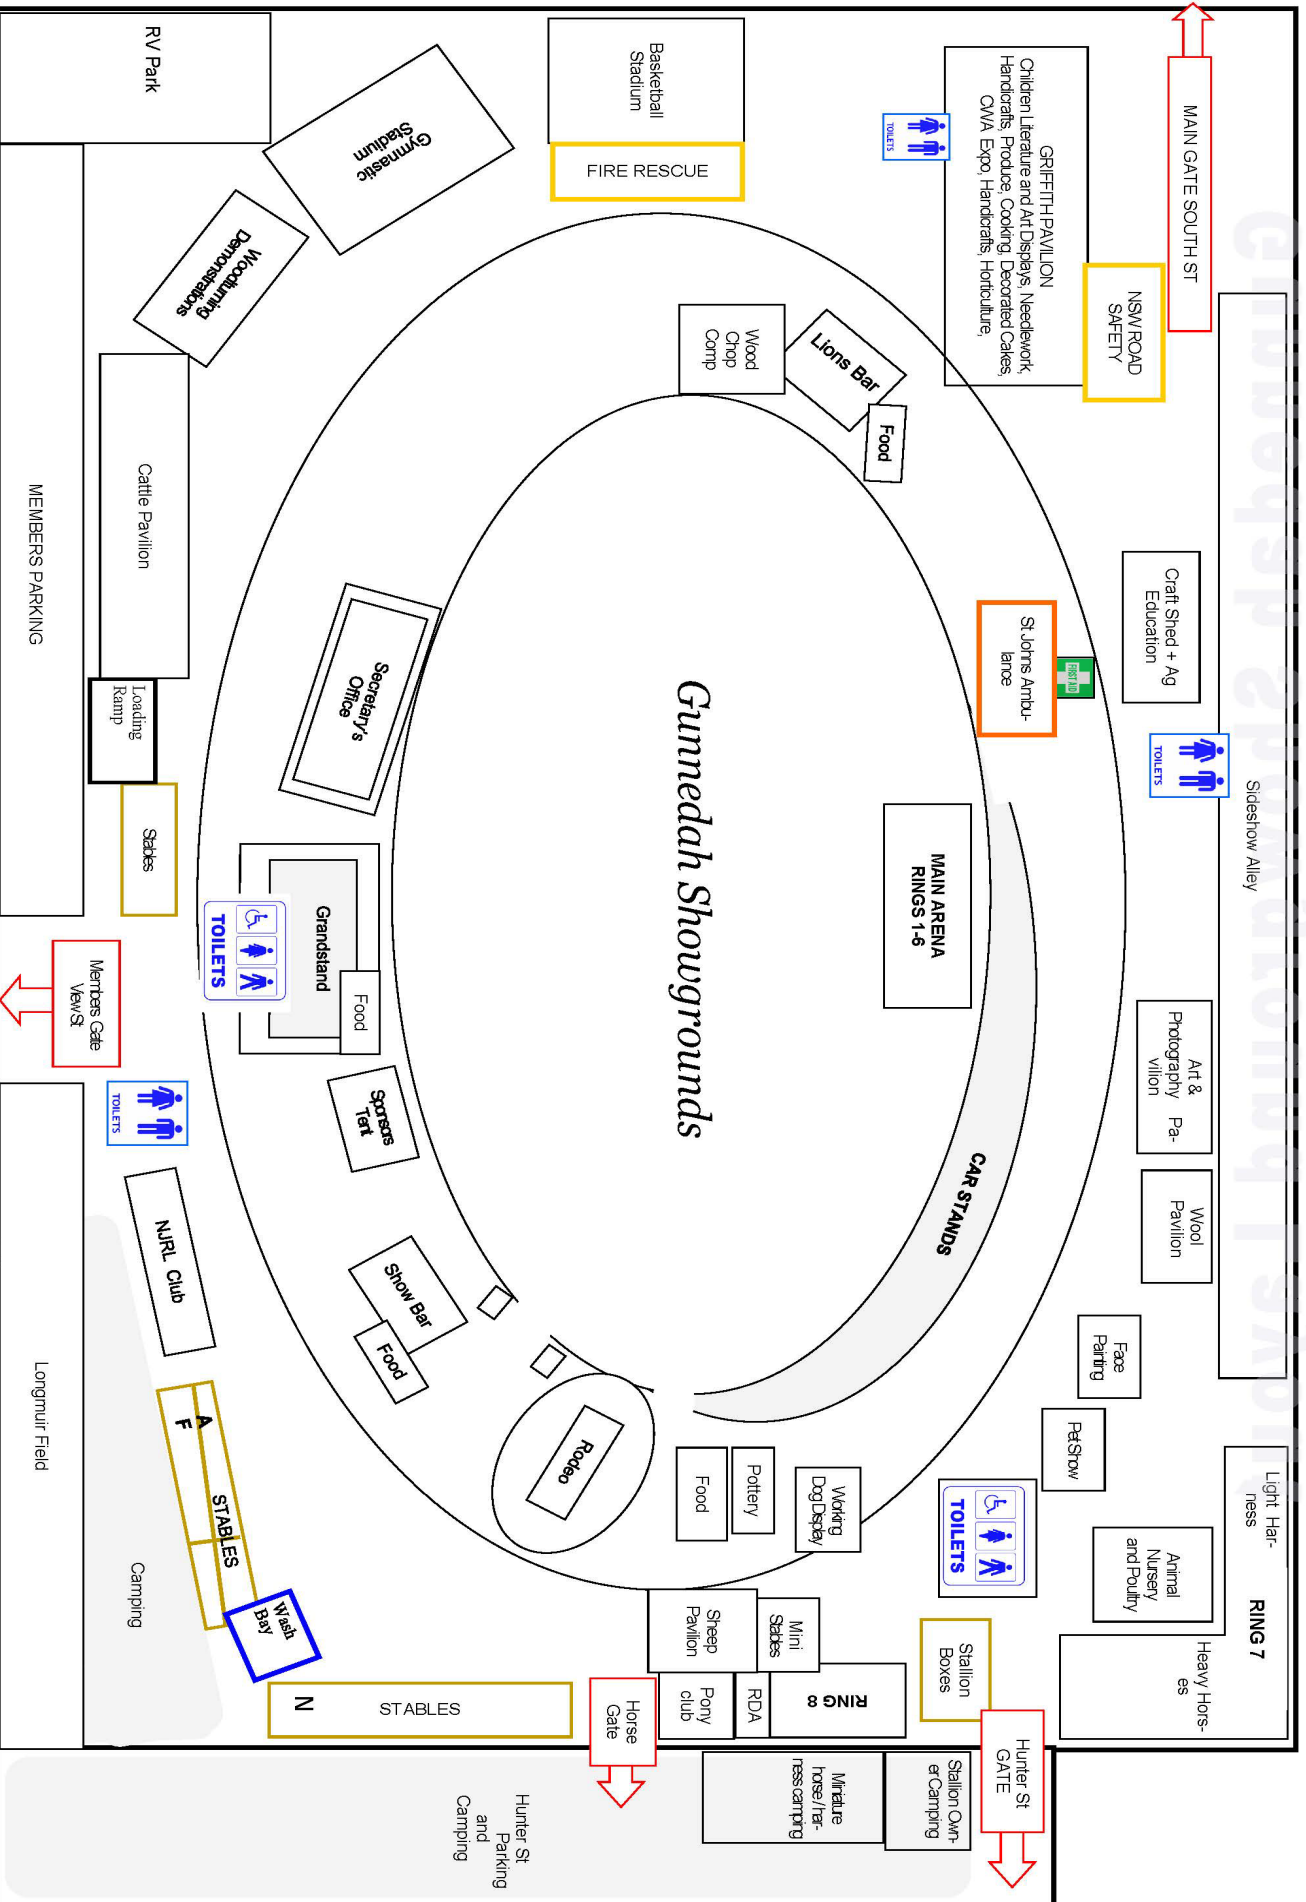 Gunnedah Showground Layout
MAIN GATE SOUTH ST
Sideshow Alley
Light Har-
ness
RING 7
Heavy Hors-
es
NSW ROAD
SAFETY
GRIFFITH PAVILION
Children Literature and Art Displays, Needlework,
Handicrafts, Produce, Cooking, Decorated Cakes,
CWA Expo, Handicrafts, Horticulture,
TOILETS
Craft Shed + Ag
Education
TOILETS
Art &
Photography Pa-
vilion
Wool
Pavilion
Face
Painting
Pet Show
Animal
Nursery
and Poultry
TOILETS
Stallion
Boxes
Hunter St
GATE
Stallion Own-
er Camping
Miniature
horse / har-
ness camping
Basketball
Stadium
FIRE RESCUE
Wood
Chop
Comp
Lions Bar
Food
St Johns Ambu-
lance
FIRST AID
MAIN ARENA
RINGS 1-6
CAR STANDS
Gunnedah Showgrounds
Working
Dog Display
Pottery
Food
Mini
Stables
Sheep
Pavilion
RING 8
RDA
Pony
club
Horse
Gate
Hunter St
Parking
and
Camping
RV Park
Gymnastic
Stadium
Woodturning
Demonstrations
Cattle Pavilion
Loading
Ramp
Stables
Secretary's
Office
Grandstand
Food
TOILETS
Sponsors
Tent
Show Bar
Food
Rodeo
MEMBERS PARKING
Members Gate
View St
TOILETS
NJRL Club
A
F
STABLES
Wash
Bay
N
STABLES
Camping
Longmuir Field